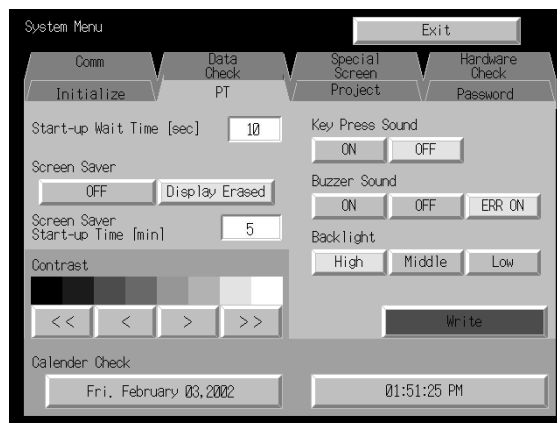 System Menu
Exit
Comm
Data Check
Special Screen
Hardware Check
Initialize
PT
Project
Password
Start-up Wait Time [sec]
10
Key Press Sound
ON
OFF
Screen Saver
OFF
Display Erased
Buzzer Sound
ON
OFF
ERR ON
Screen Saver
Start-up Time [min]
5
Backlight
High
Middle
Low
Contrast
<<
<
>
>>
Write
Calender Check
Fri. February 03,2002
01:51:25 PM